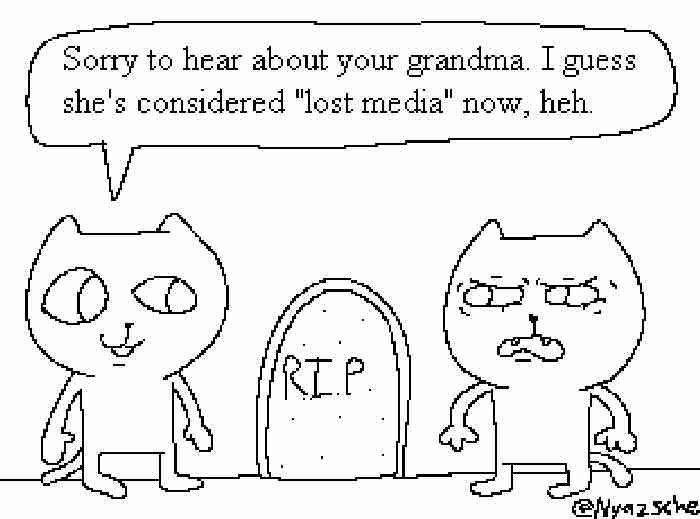 Sorry to hear about your grandma. I guess
she's considered "lost media" now, heh.
R.I.P.
@Nyazsche